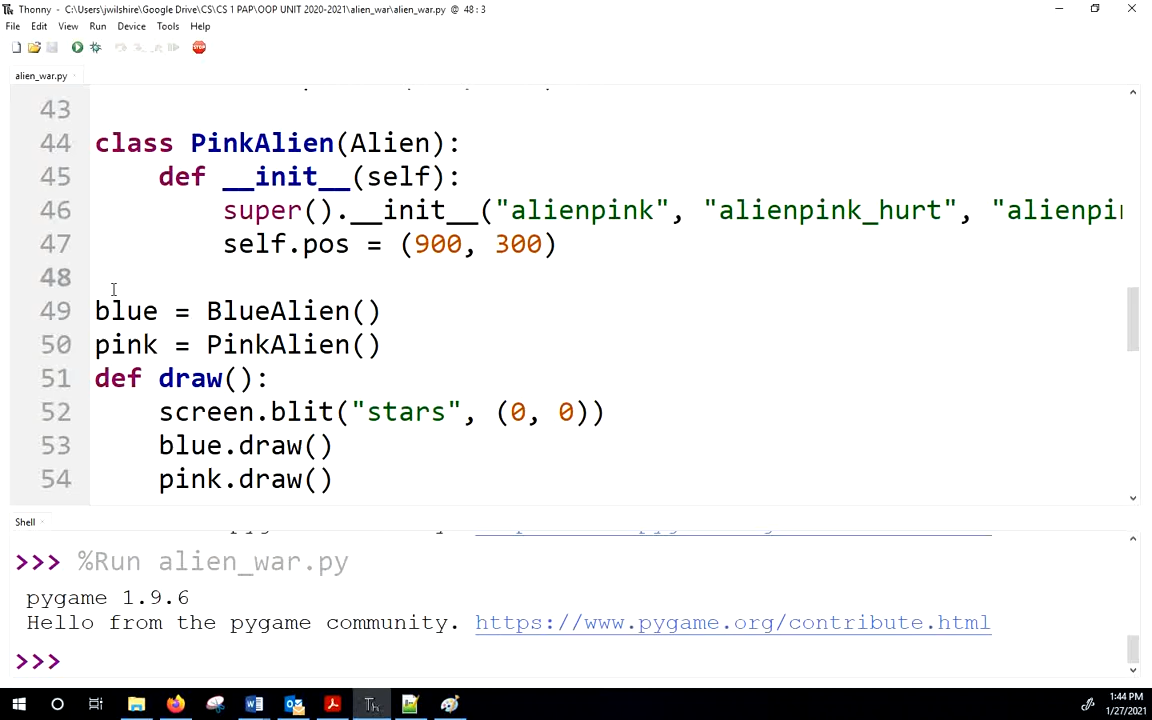 Thonny - C:\Users\jwilshire\Google Drive\CS\CS 1 PAP\OOP UNIT 2020-2021\alien_war\alien_war.py @ 48 : 3
File Edit View Run Device Tools Help
STOP
alien_war.py
43
44 class PinkAlien(Alien):
45 def __init__(self):
46 super().__init__("alienpink", "alienpink_hurt", "alienpi
47 self.pos = (900, 300)
48
49 blue = BlueAlien()
50 pink = PinkAlien()
51 def draw():
52 screen.blit("stars", (0, 0))
53 blue.draw()
54 pink.draw()
Shell
>>> %Run alien_war.py
pygame 1.9.6
Hello from the pygame community. https://www.pygame.org/contribute.html
>>>
Th
1:44 PM
1/27/2021